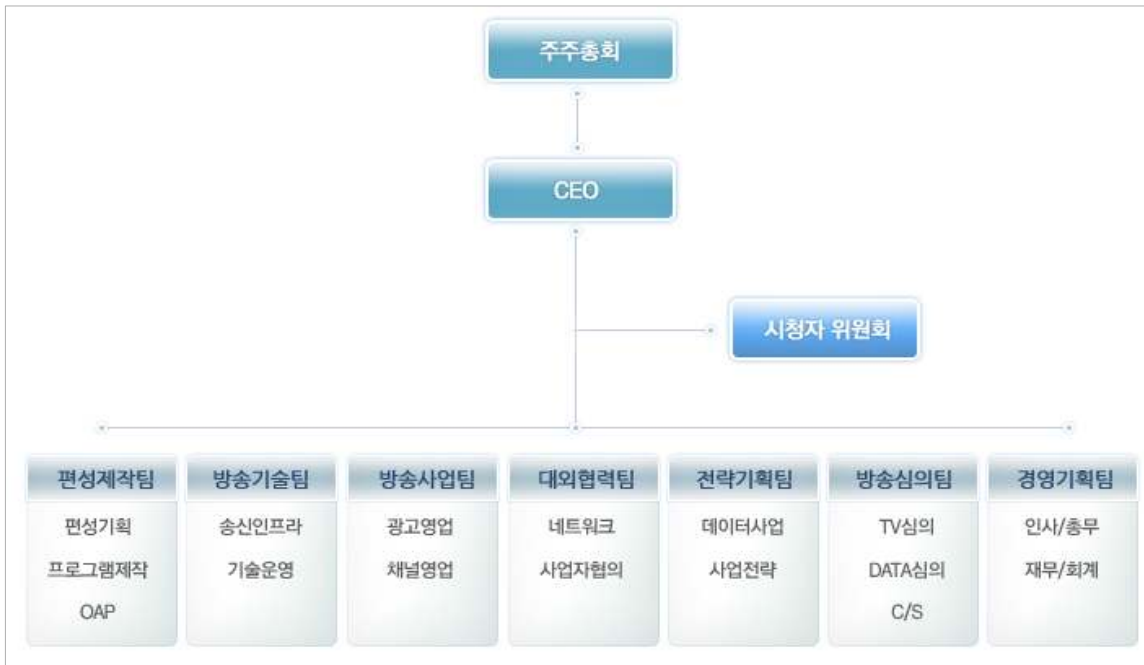 주주총회
CEO
시청자 위원회
편성제작팀
편성기획
프로그램제작
OAP
방송기술팀
송신인프라
기술운영
방송사업팀
광고영업
채널영업
대외협력팀
네트워크
사업자협의
전략기획팀
데이터사업
사업전략
방송심의팀
TV심의
DATA심의
C/S
경영기획팀
인사/총무
재무/회계